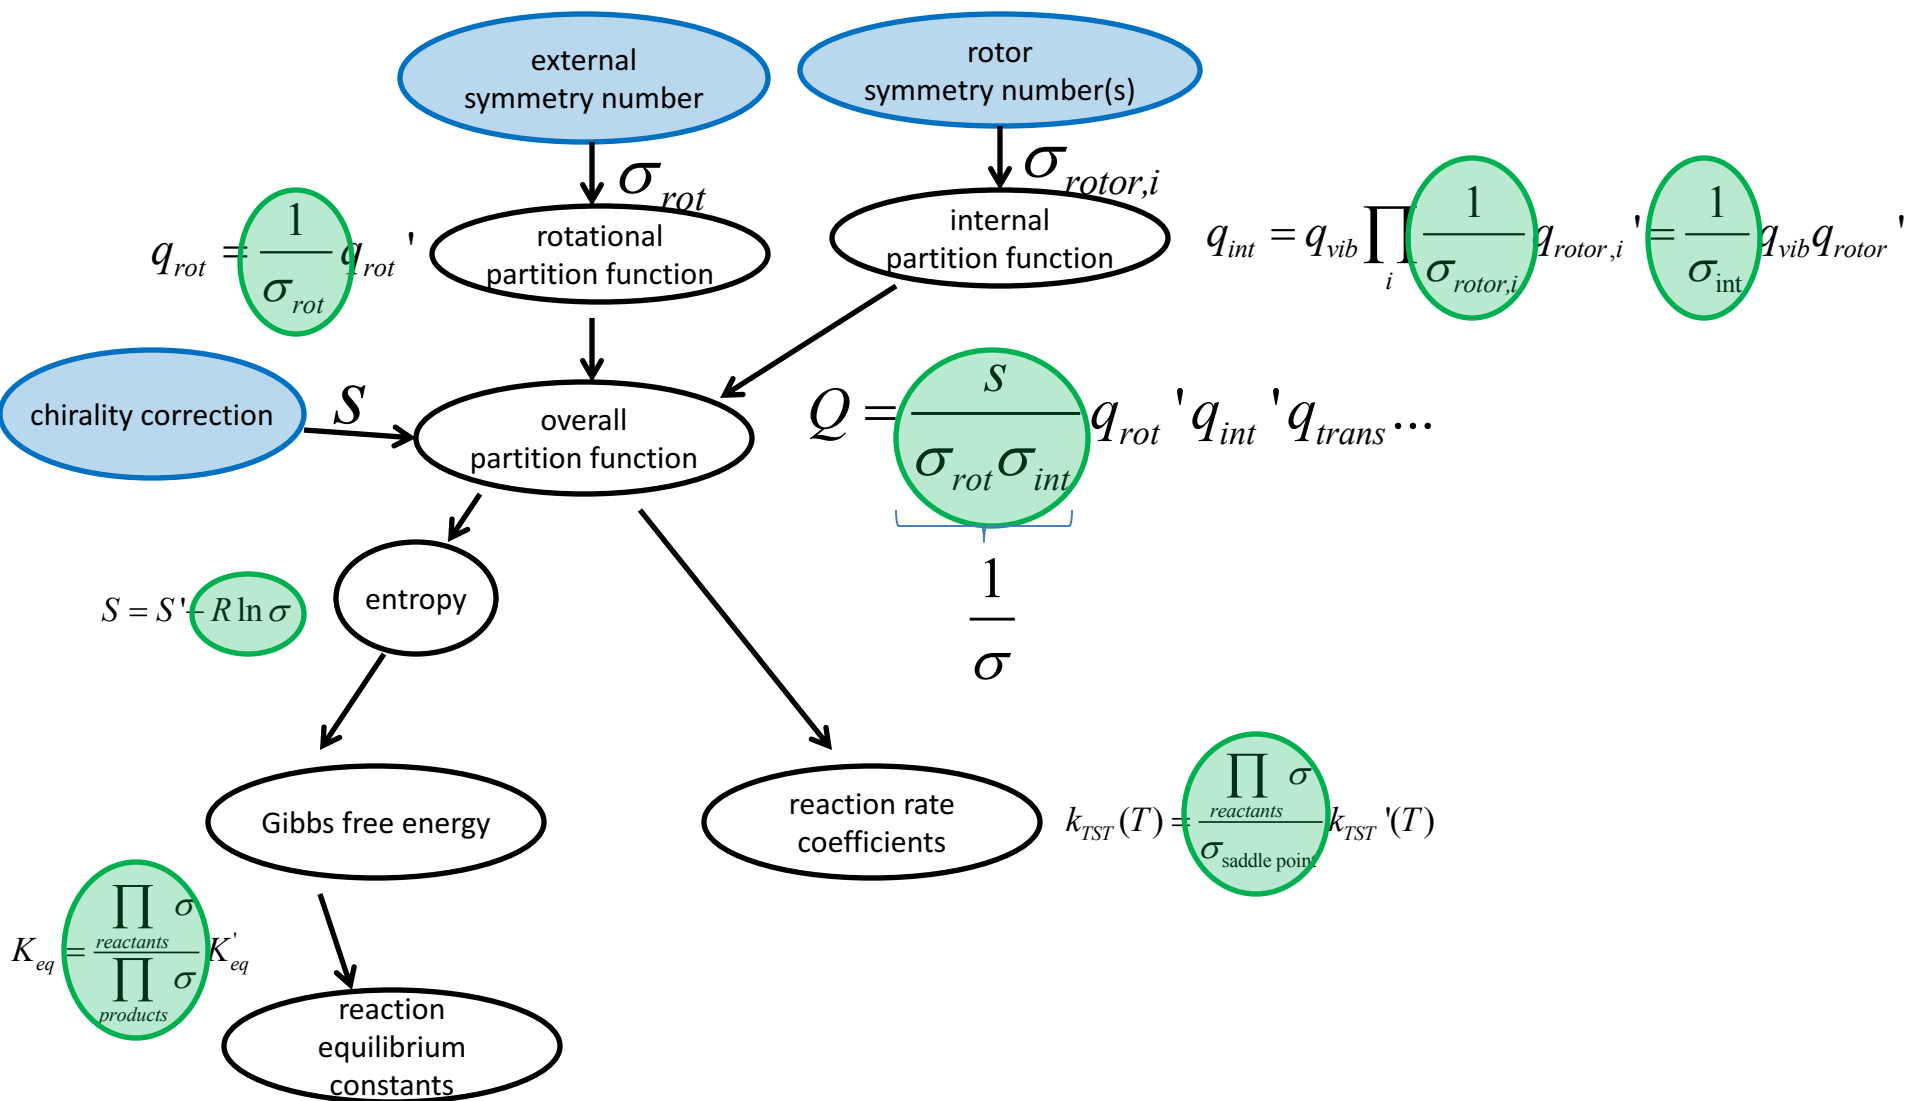 external
symmetry number
rotor
symmetry number(s)
σ_rot
σ_rotor,i
q_rot = 1/σ_rot q_rot '
rotational
partition function
internal
partition function
q_int = q_vib ∏_i 1/σ_rotor,i q_rotor,i ' = 1/σ_int q_vib q_rotor '
chirality correction
s
overall
partition function
Q = s/(σ_rot σ_int) q_rot ' q_int ' q_trans ...
1/σ
S = S '− R ln σ
entropy
Gibbs free energy
reaction rate
coefficients
k_TST (T) = ∏_reactants σ / σ_saddle point k_TST '(T)
K_eq = ∏_reactants σ / ∏_products σ K'_eq
reaction
equilibrium
constants